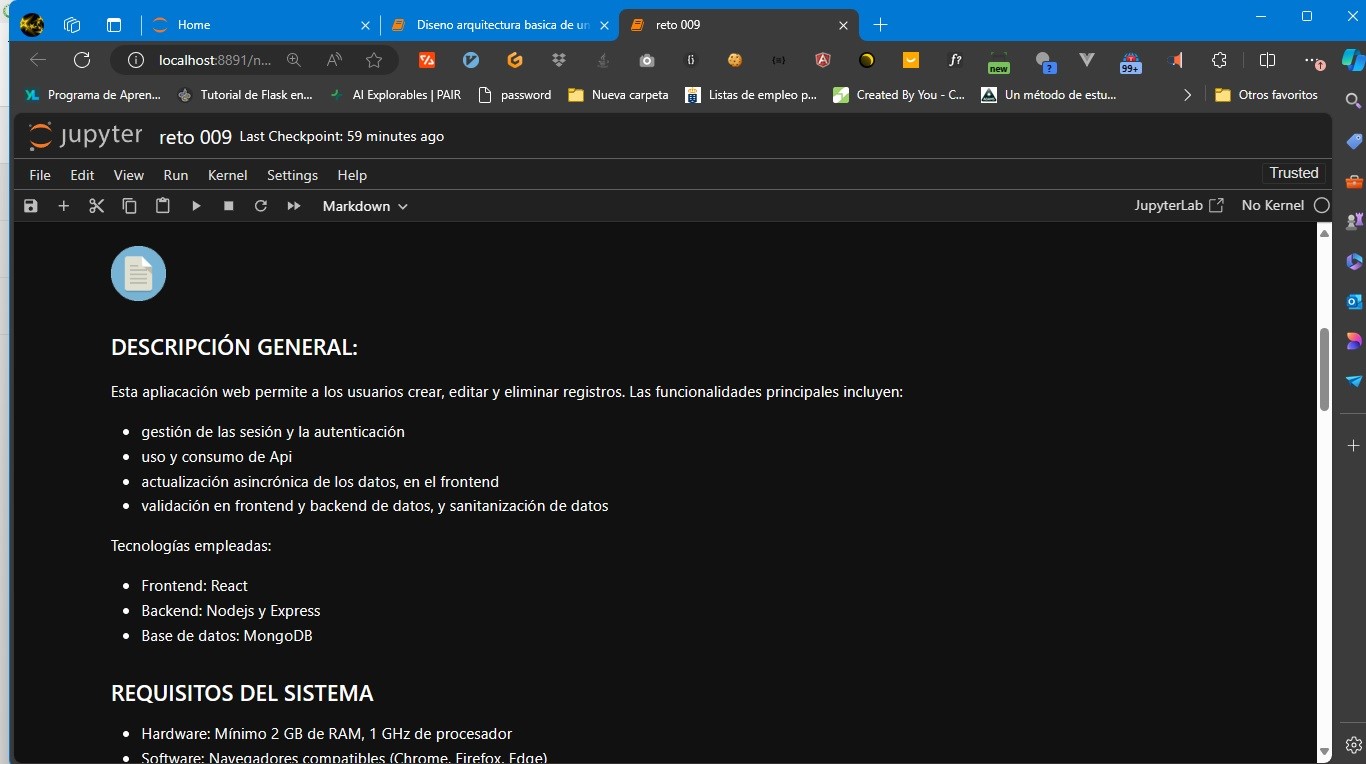 Home
Diseno arquitectura basica de un
reto 009
localhost:8891/n...
new
?
99+
Programa de Apren...
Tutorial de Flask en...
AI Explorables | PAIR
password
Nueva carpeta
Listas de empleo p...
Created By You - C...
Un método de estu...
Otros favoritos
jupyter reto 009 Last Checkpoint: 59 minutes ago
File Edit View Run Kernel Settings Help
Trusted
Markdown
JupyterLab
No Kernel
DESCRIPCIÓN GENERAL:
Esta apliacación web permite a los usuarios crear, editar y eliminar registros. Las funcionalidades principales incluyen:
• gestión de las sesión y la autenticación
• uso y consumo de Api
• actualización asincrónica de los datos, en el frontend
• validación en frontend y backend de datos, y sanitanización de datos
Tecnologías empleadas:
• Frontend: React
• Backend: Nodejs y Express
• Base de datos: MongoDB
REQUISITOS DEL SISTEMA
• Hardware: Mínimo 2 GB de RAM, 1 GHz de procesador
• Software: Navegadores compatibles (Chrome, Firefox, Edge)